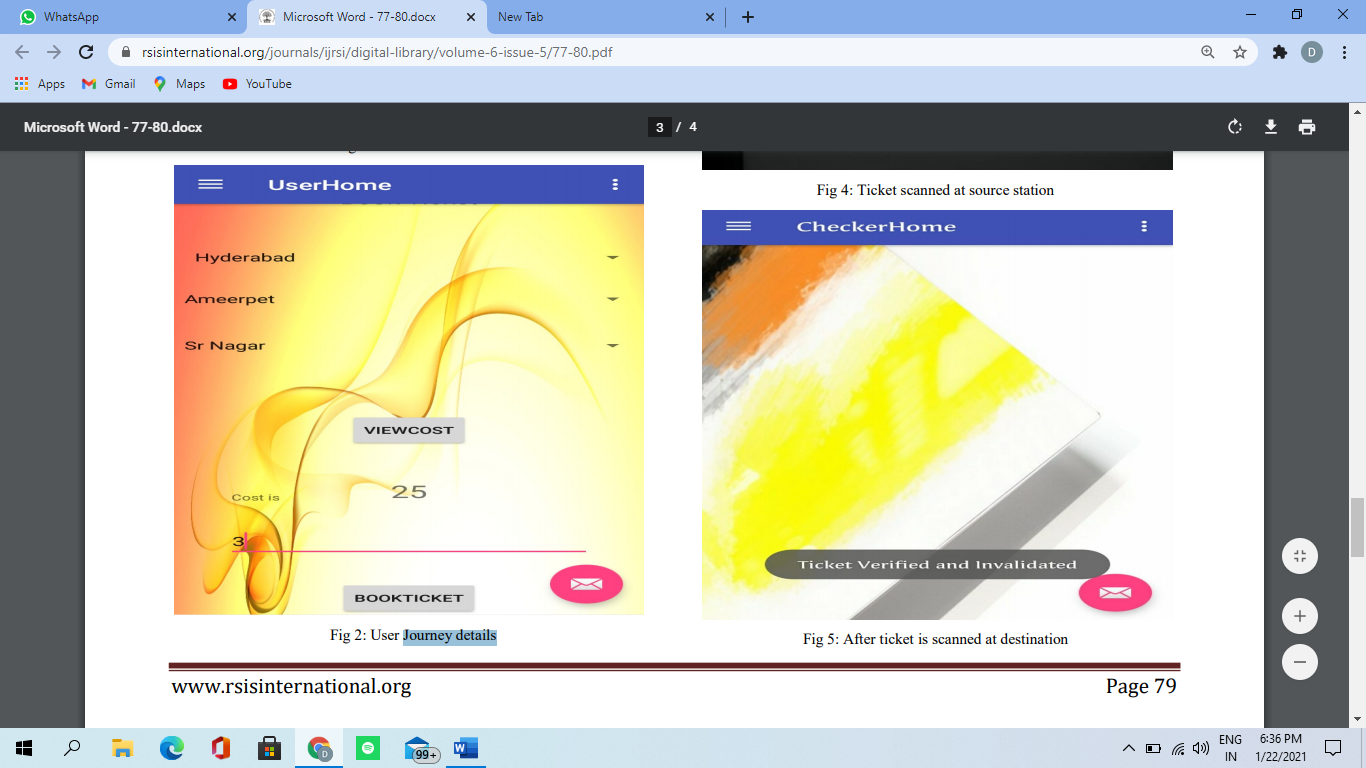 WhatsApp
Microsoft Word - 77-80.docx
New Tab
rsisinternational.org/journals/ijrsi/digital-library/volume-6-issue-5/77-80.pdf
D
Apps
Gmail
Maps
YouTube
Microsoft Word - 77-80.docx
3 / 4
UserHome
Hyderabad
Ameerpet
Sr Nagar
VIEWCOST
Cost is 25
3
BOOKTICKET
Fig 2: User Journey details
Fig 4: Ticket scanned at source station
CheckerHome
Ticket Verified and Invalidated
Fig 5: After ticket is scanned at destination
www.rsisinternational.org Page 79
D
99+
ENG
IN
6:36 PM
1/22/2021